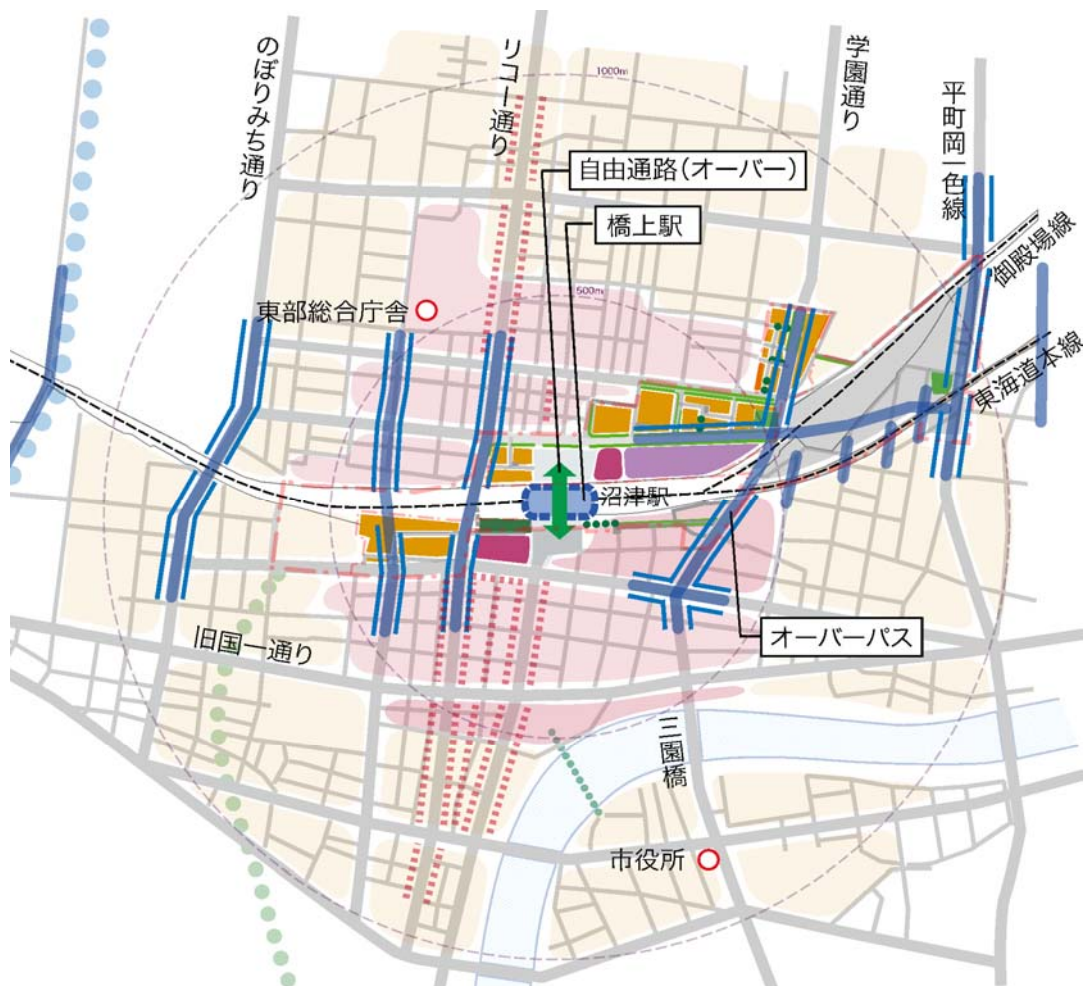 のぼりみち通り
リコー通り
学園通り
平町岡一色線
1000m
自由通路(オーバー)
橋上駅
御殿場線
500m
東部総合庁舎
東海道本線
沼津駅
オーバーパス
旧国一通り
三園橋
市役所